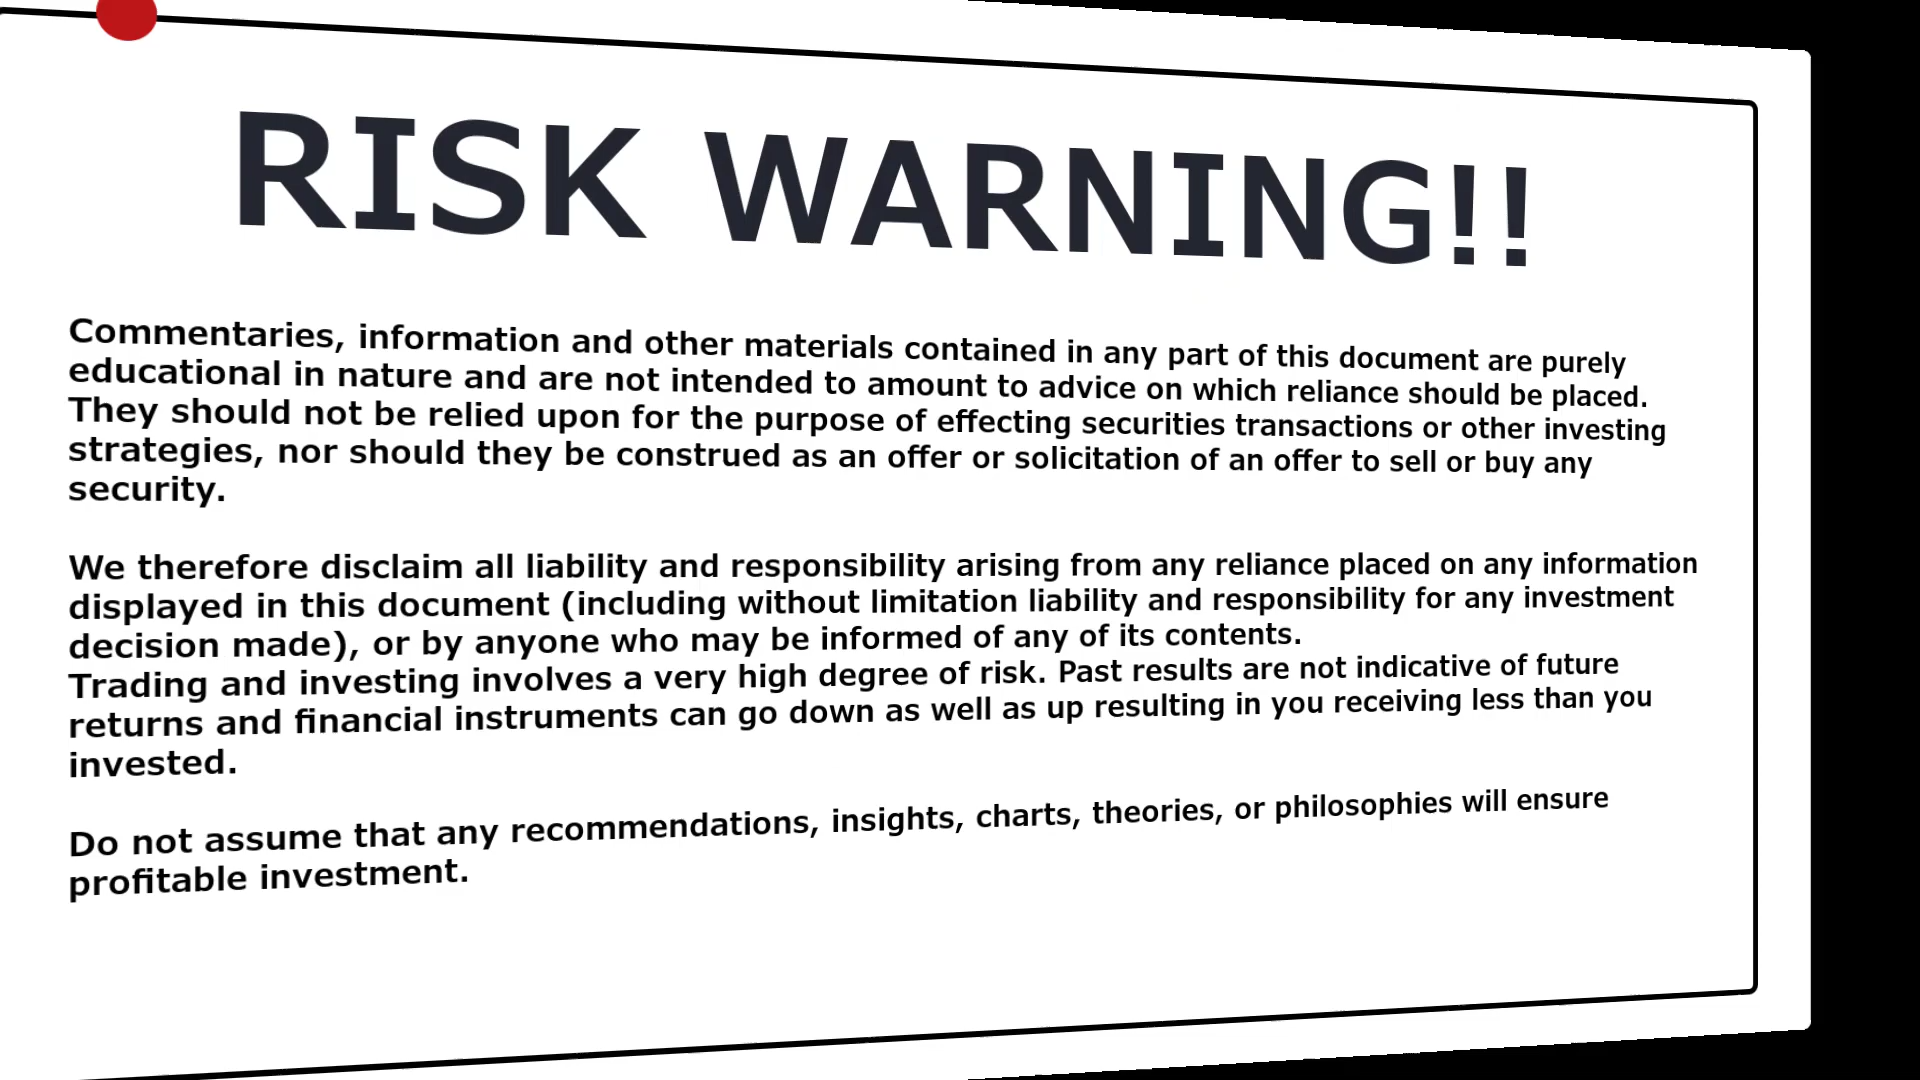 RISK WARNING!!
Commentaries, information and other materials contained in any part of this document are purely
educational in nature and are not intended to amount to advice on which reliance should be placed.
They should not be relied upon for the purpose of effecting securities transactions or other investing
strategies, nor should they be construed as an offer or solicitation of an offer to sell or buy any
security.
We therefore disclaim all liability and responsibility arising from any reliance placed on any information
displayed in this document (including without limitation liability and responsibility for any investment
decision made), or by anyone who may be informed of any of its contents.
Trading and investing involves a very high degree of risk. Past results are not indicative of future
returns and financial instruments can go down as well as up resulting in you receiving less than you
invested.
Do not assume that any recommendations, insights, charts, theories, or philosophies will ensure
profitable investment.